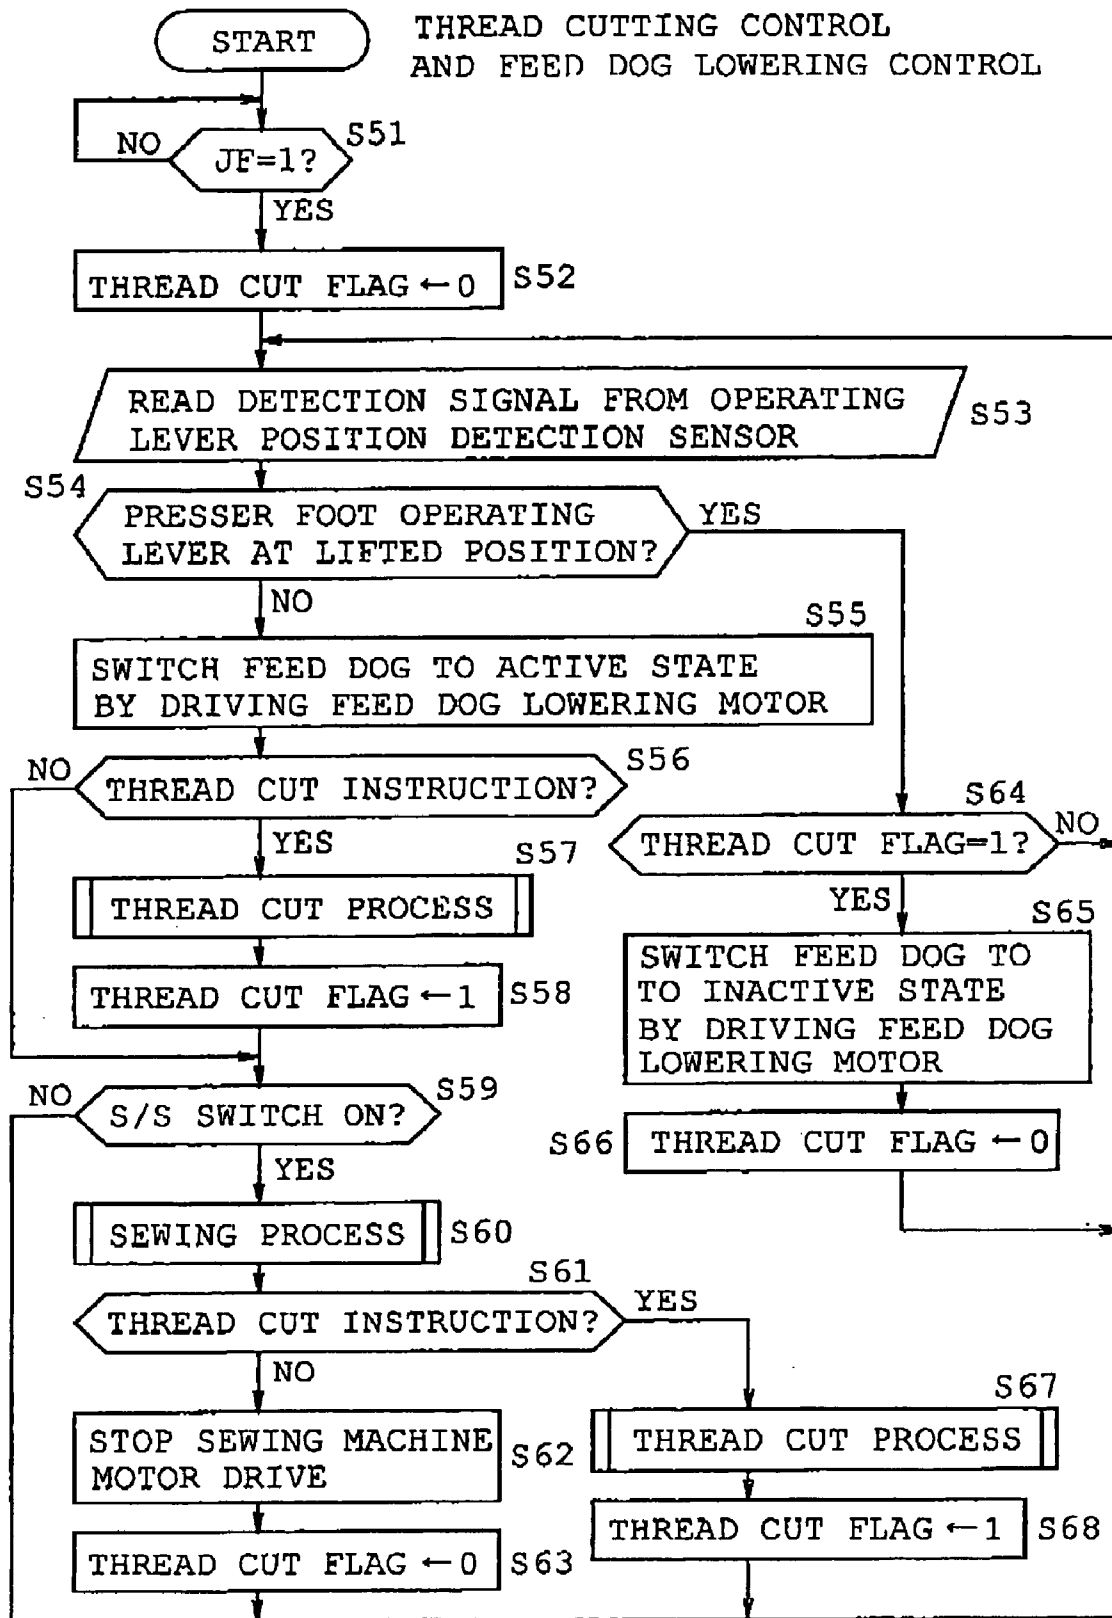 START
THREAD CUTTING CONTROL
AND FEED DOG LOWERING CONTROL
NO
JF=1?
S51
YES
THREAD CUT FLAG ← 0
S52
READ DETECTION SIGNAL FROM OPERATING
LEVER POSITION DETECTION SENSOR
S53
S54
PRESSER FOOT OPERATING
LEVER AT LIFTED POSITION?
YES
NO
S55
SWITCH FEED DOG TO ACTIVE STATE
BY DRIVING FEED DOG LOWERING MOTOR
NO
THREAD CUT INSTRUCTION?
S56
YES
S57
THREAD CUT PROCESS
THREAD CUT FLAG ← 1
S58
S64
THREAD CUT FLAG=1?
NO
YES
S65
SWITCH FEED DOG TO
TO INACTIVE STATE
BY DRIVING FEED DOG
LOWERING MOTOR
S66
THREAD CUT FLAG ← 0
NO
S/S SWITCH ON?
S59
YES
SEWING PROCESS
S60
S61
THREAD CUT INSTRUCTION?
YES
NO
STOP SEWING MACHINE
MOTOR DRIVE
S62
THREAD CUT FLAG ← 0
S63
S67
THREAD CUT PROCESS
THREAD CUT FLAG ← 1
S68